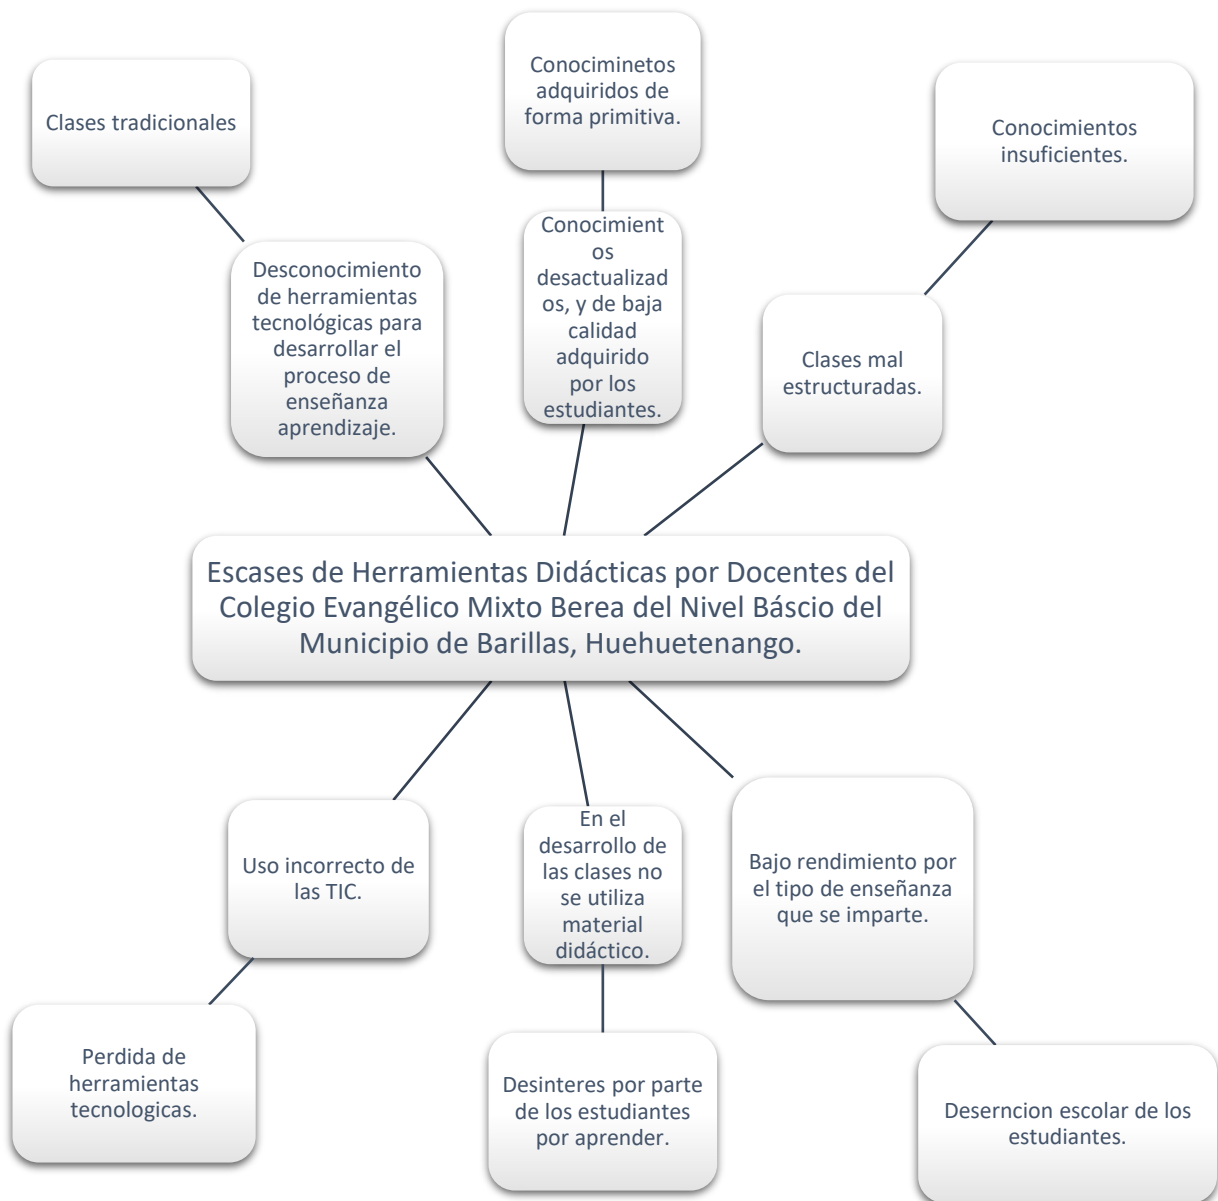 Clases tradicionales
Conociminetos
adquiridos de
forma primitiva.
Conocimientos
insuficientes.
Desconocimiento
de herramientas
tecnológicas para
desarrollar el
proceso de
enseñanza
aprendizaje.
Conocimient
os
desactualizad
os, y de baja
calidad
adquirido
por los
estudiantes.
Clases mal
estructuradas.
Escases de Herramientas Didácticas por Docentes del
Colegio Evangélico Mixto Berea del Nivel Báscio del
Municipio de Barillas, Huehuetenango.
Uso incorrecto de
las TIC.
En el
desarrollo de
las clases no
se utiliza
material
didáctico.
Bajo rendimiento por
el tipo de enseñanza
que se imparte.
Perdida de
herramientas
tecnologicas.
Desinteres por parte
de los estudiantes
por aprender.
Deserncion escolar de los
estudiantes.